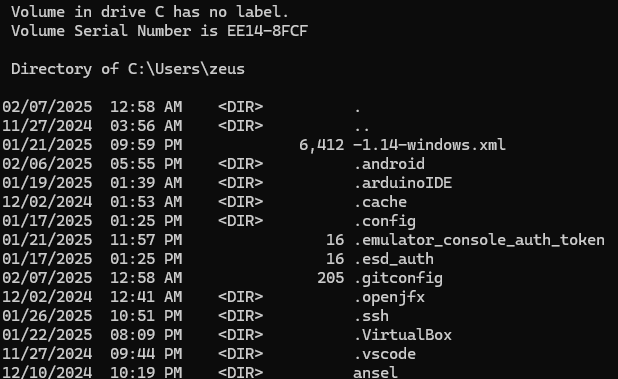 Volume in drive C has no label.
Volume Serial Number is EE14-8FCF
Directory of C:\Users\zeus
02/07/2025  12:58 AM    <DIR>          .
11/27/2024  03:56 AM    <DIR>          ..
01/21/2025  09:59 PM             6,412 -1.14-windows.xml
02/06/2025  05:55 PM    <DIR>          .android
01/19/2025  01:39 AM    <DIR>          .arduinoIDE
12/02/2024  01:53 AM    <DIR>          .cache
01/17/2025  01:25 PM    <DIR>          .config
01/21/2025  11:57 PM                16 .emulator_console_auth_token
01/17/2025  01:25 PM                16 .esd_auth
02/07/2025  12:58 AM               205 .gitconfig
12/02/2024  12:41 AM    <DIR>          .openjfx
01/26/2025  10:51 PM    <DIR>          .ssh
01/22/2025  08:09 PM    <DIR>          .VirtualBox
11/27/2024  09:44 PM    <DIR>          .vscode
12/10/2024  10:19 PM    <DIR>          ansel